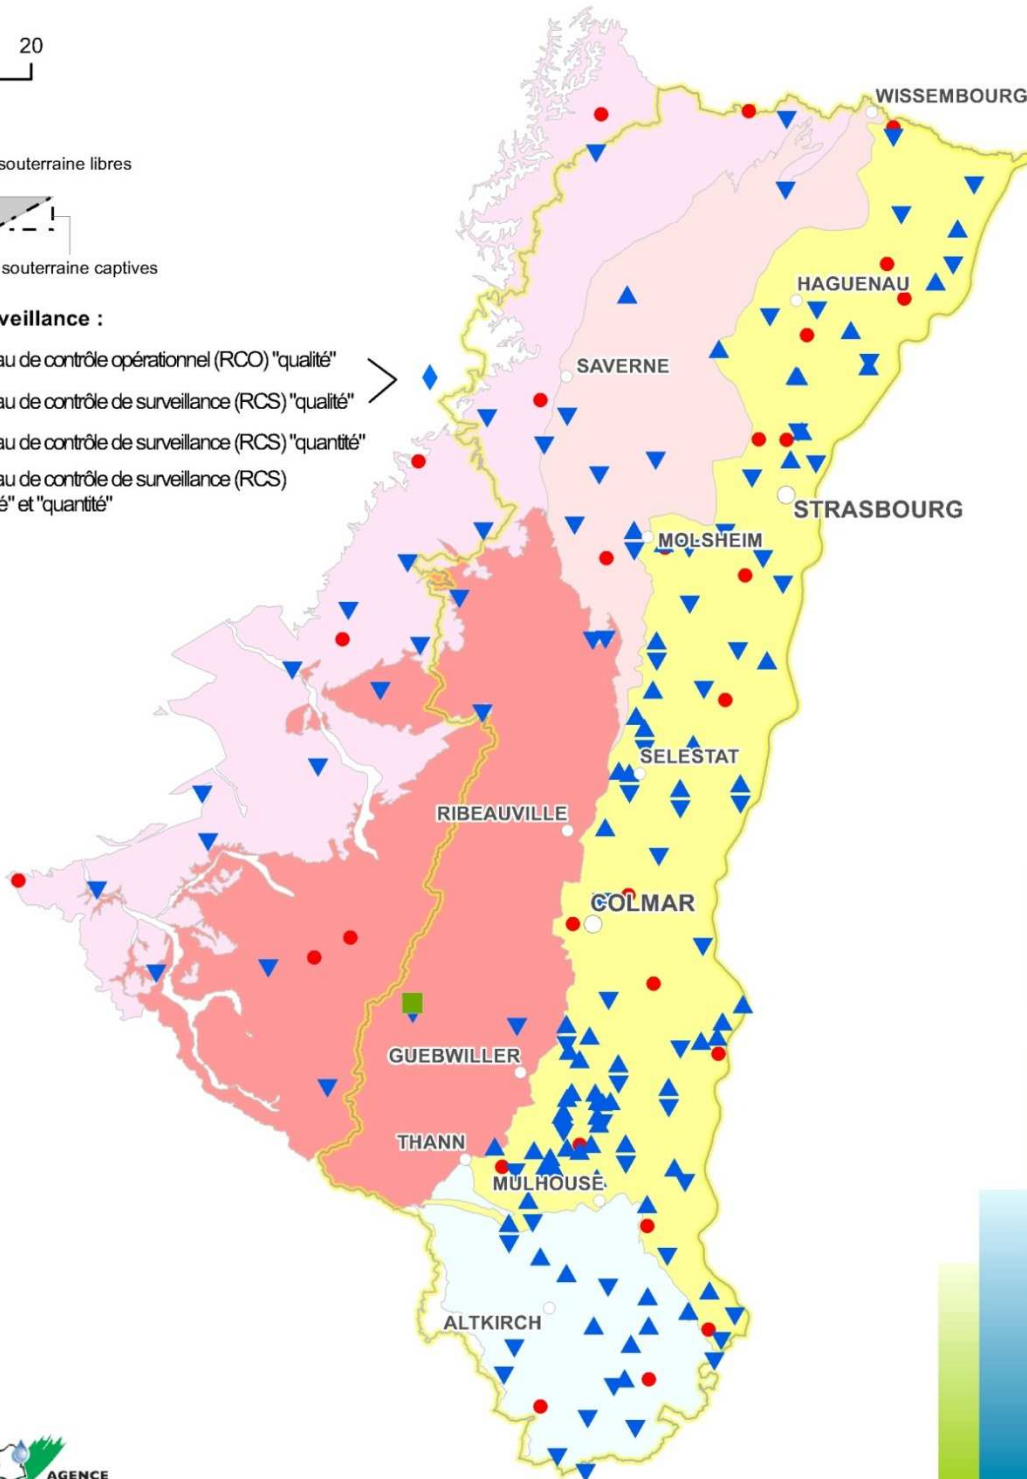 20
souterraine libres
souterraine captives
veillance :
au de contrôle opérationnel (RCO) "qualité"
au de contrôle de surveillance (RCS) "qualité"
au de contrôle de surveillance (RCS) "quantité"
au de contrôle de surveillance (RCS)
é" et "quantité"
WISSEMBOURG
HAGUENAU
SAVERNE
STRASBOURG
MOLSHEIM
SELESTAT
RIBEAUVILLE
COLMAR
GUEBWILLER
THANN
MULHOUSE
ALTKIRCH
AGENCE